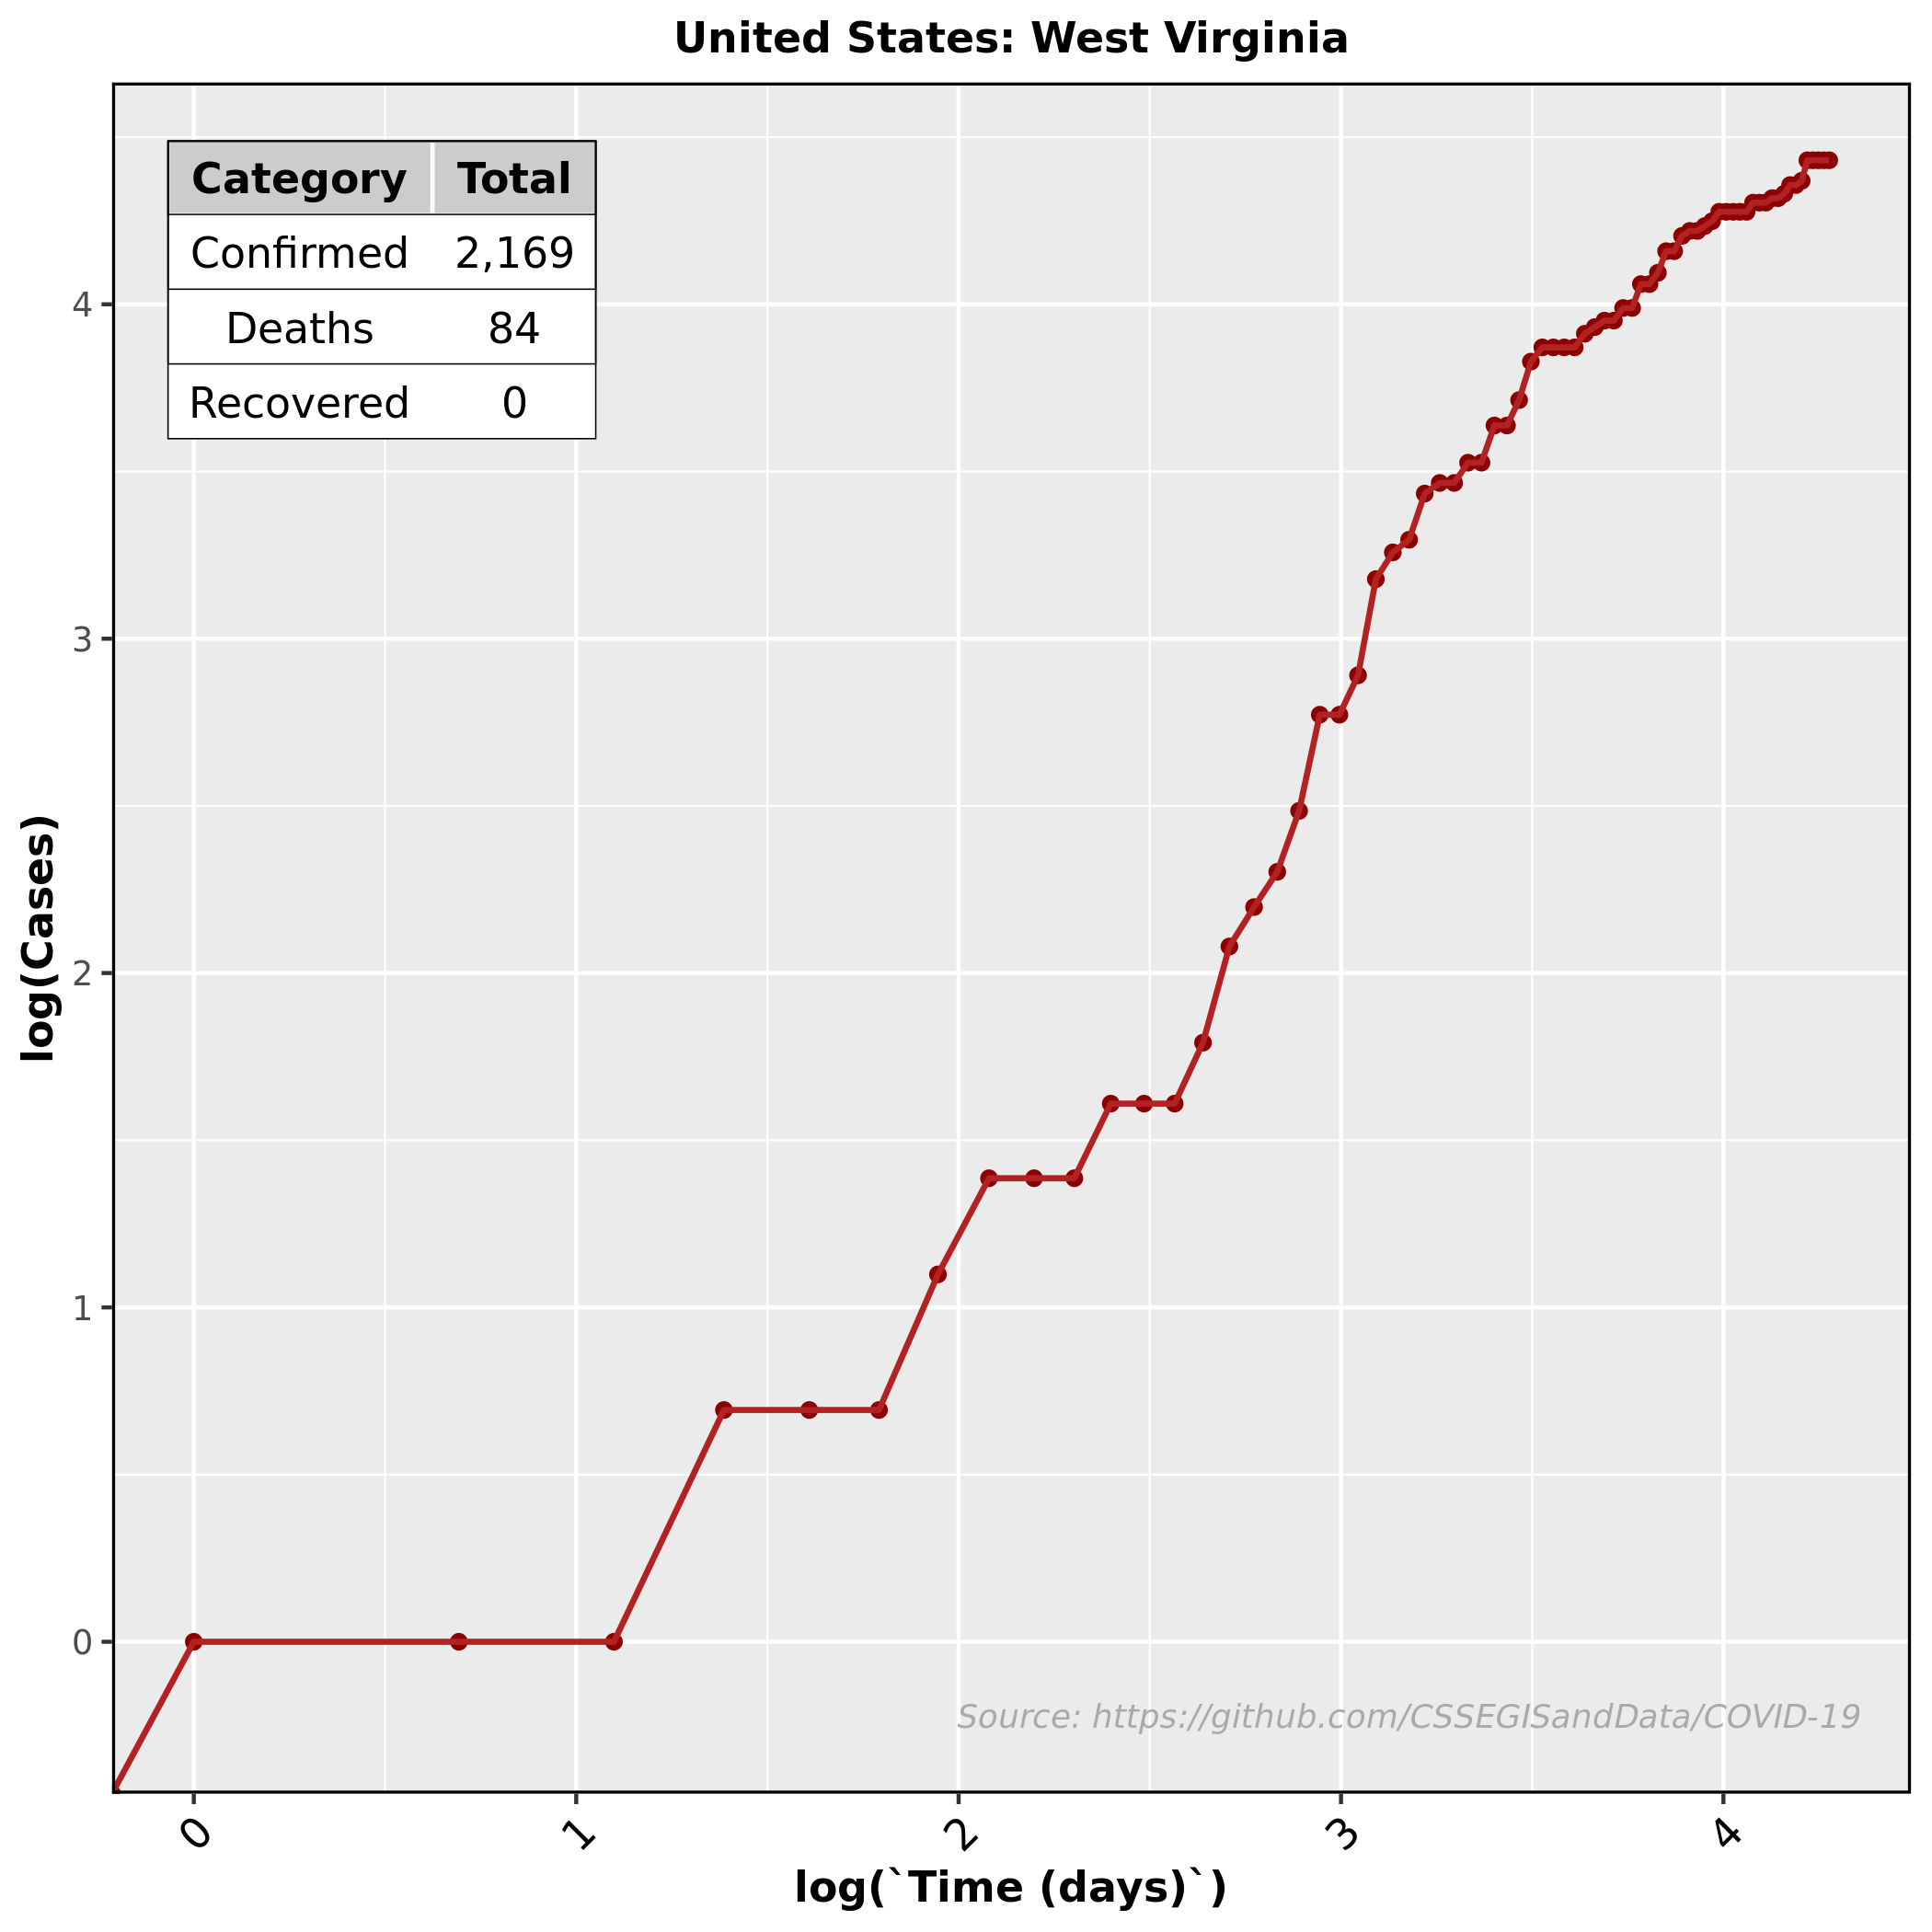 United States: West Virginia
Category Total
Confirmed 2,169
Deaths 84
Recovered 0
4
3
2
1
0
log(Cases)
Source: https://github.com/CSSEGISandData/COVID-19
0 1 2 3 4
log(`Time (days)`)